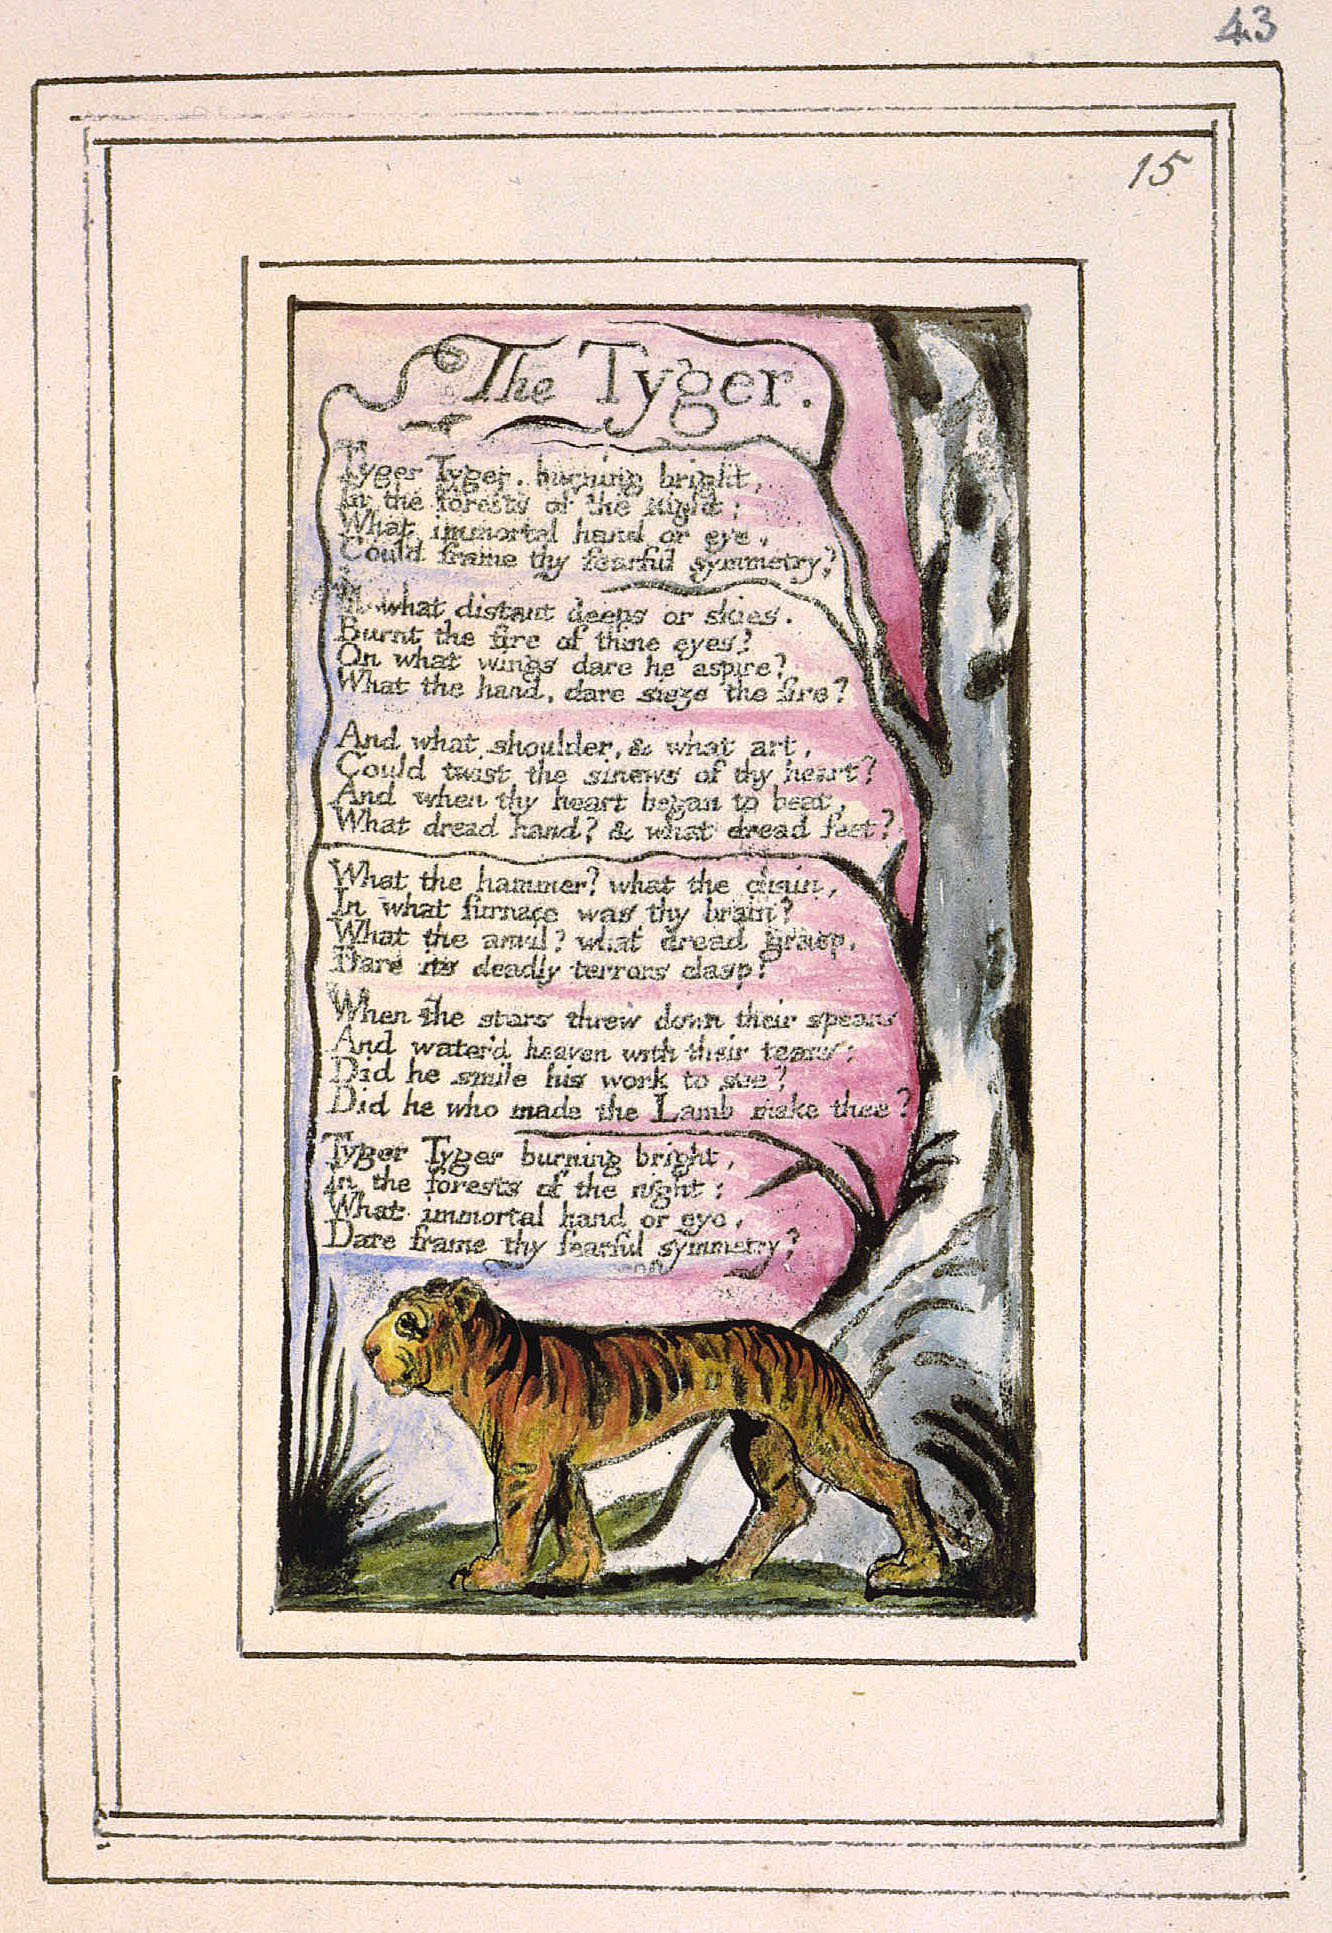 43
15
The Tyger.
Tyger Tyger. burning bright,
In the forests of the night;
What immortal hand or eye,
Could frame thy fearful symmetry?
In what distant deeps or skies.
Burnt the fire of thine eyes?
On what wings dare he aspire?
What the hand, dare sieze the fire?
And what shoulder, & what art,
Could twist the sinews of thy heart?
And when thy heart began to beat,
What dread hand? & what dread feet?
What the hammer? what the chain,
In what furnace was thy brain?
What the anvil? what dread grasp,
Dare its deadly terrors clasp!
When the stars threw down their spears
And water'd heaven with their tears:
Did he smile his work to see?
Did he who made the Lamb make thee?
Tyger Tyger burning bright,
In the forests of the night:
What immortal hand or eye,
Dare frame thy fearful symmetry?